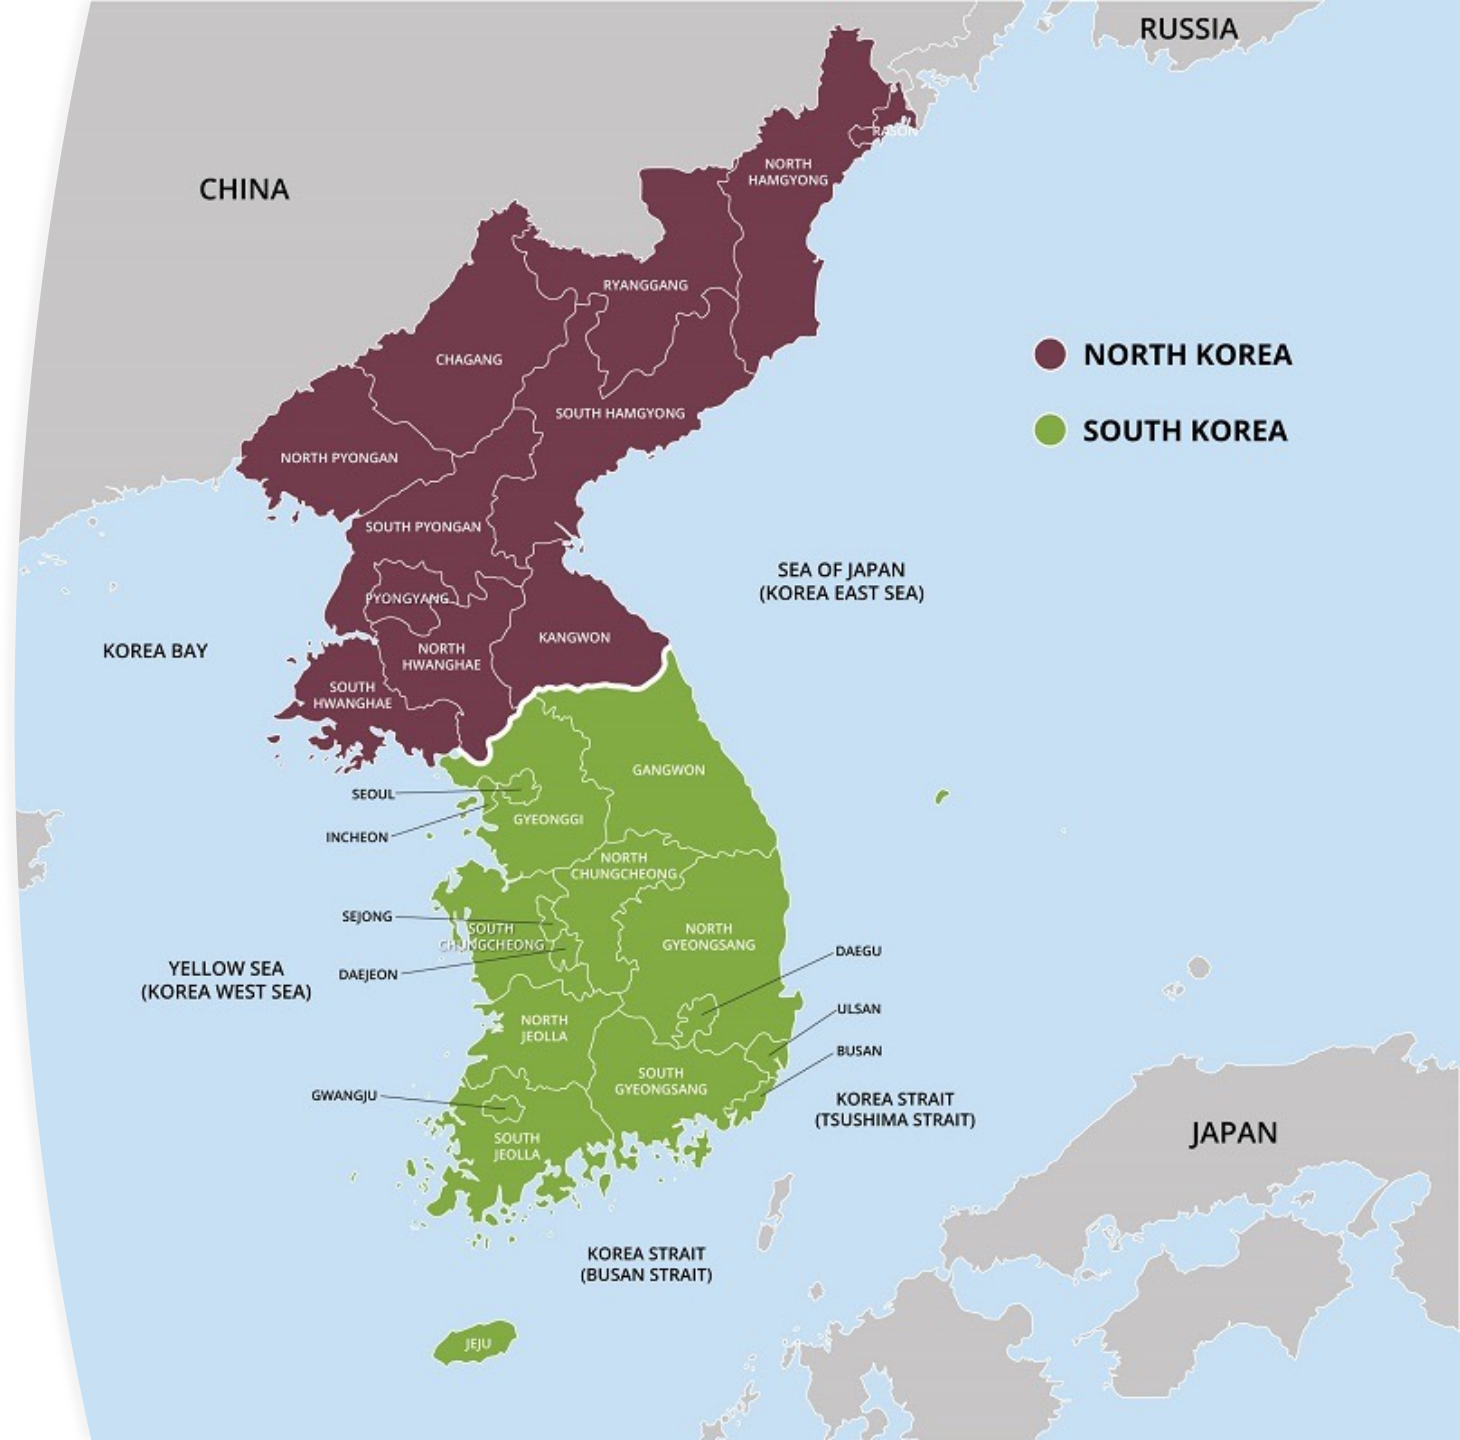 RUSSIA
RASON
NORTH
HAMGYONG
CHINA
RYANGGANG
CHAGANG
NORTH KOREA
SOUTH HAMGYONG
SOUTH KOREA
NORTH PYONGAN
SOUTH PYONGAN
SEA OF JAPAN
(KOREA EAST SEA)
PYONGYANG
KANGWON
KOREA BAY
NORTH
HWANGHAE
SOUTH
HWANGHAE
GANGWON
SEOUL
GYEONGGI
INCHEON
NORTH
CHUNGCHEONG
SEJONG
SOUTH
CHUNGCHEONG
NORTH
GYEONGSANG
DAEGU
YELLOW SEA
(KOREA WEST SEA)
DAEJEON
ULSAN
NORTH
JEOLLA
BUSAN
SOUTH
GYEONGSANG
GWANGJU
KOREA STRAIT
(TSUSHIMA STRAIT)
JAPAN
SOUTH
JEOLLA
KOREA STRAIT
(BUSAN STRAIT)
JEJU